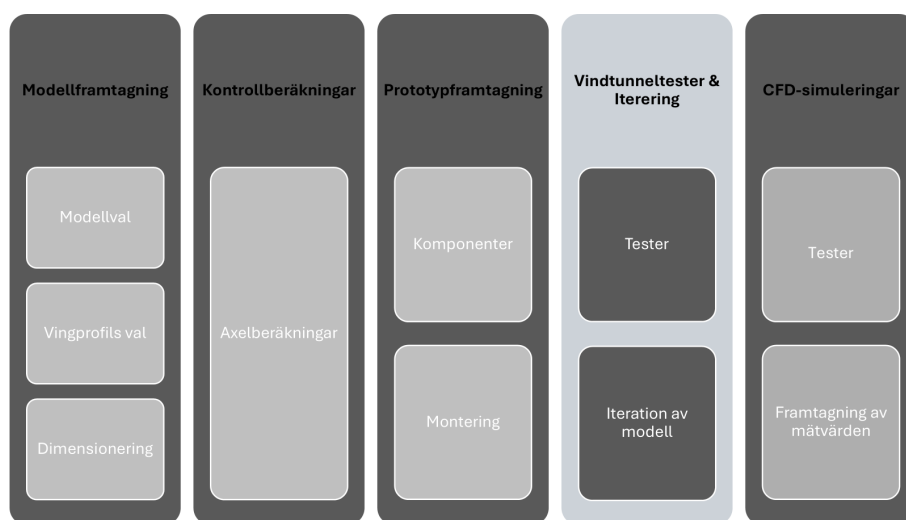 Modellframtagning
Modellval
Vingprofils val
Dimensionering
Kontrollberäkningar
Axelberäkningar
Prototypframtagning
Komponenter
Montering
Vindtunneltester &
Iterering
Tester
Iteration av
modell
CFD-simuleringar
Tester
Framtagning av
mätvärden